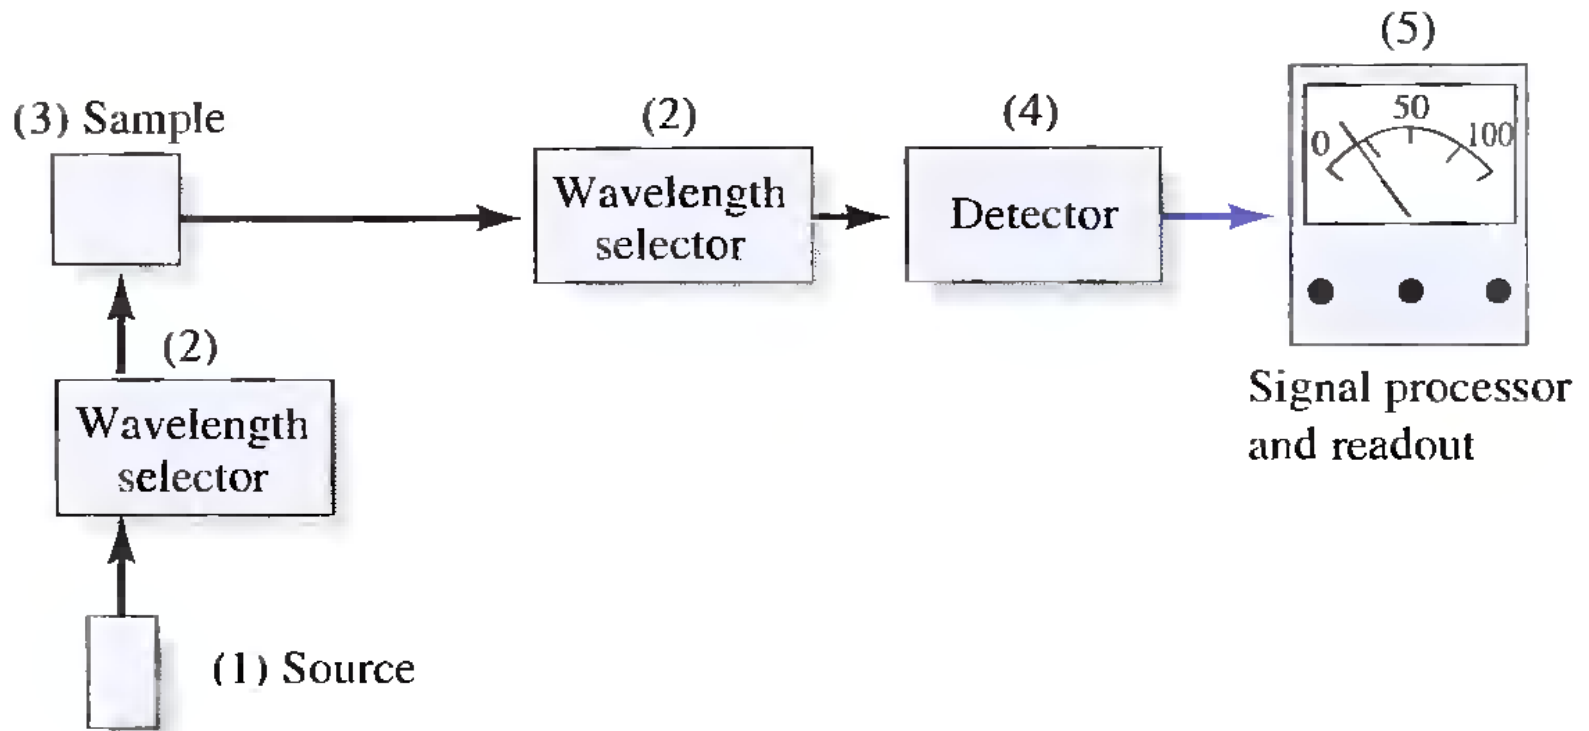 (5)
(3) Sample
(2)
(4)
0
50
100
Wavelength
selector
Detector
(2)
Signal processor
and readout
Wavelength
selector
(1) Source